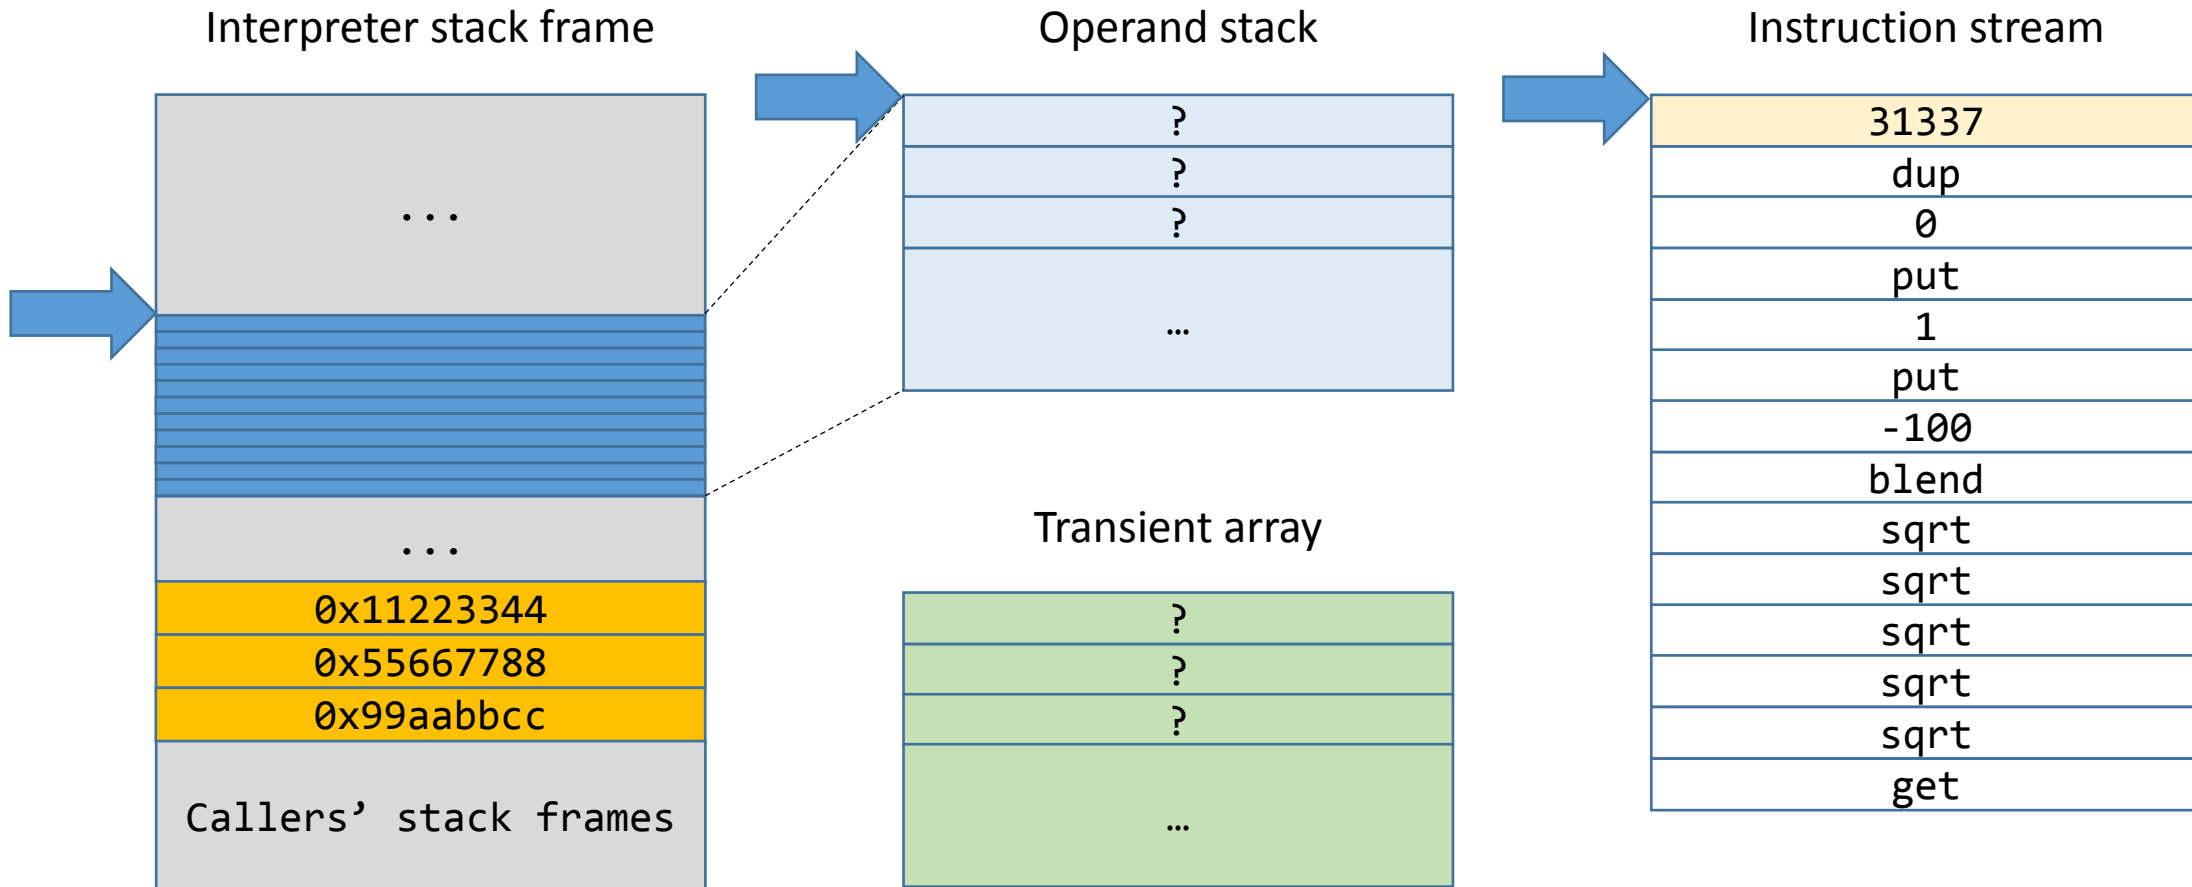 Interpreter stack frame
...
...
0x11223344
0x55667788
0x99aabbcc
Callers’ stack frames
Operand stack
?
?
?
…
Transient array
?
?
?
…
Instruction stream
31337
dup
0
put
1
put
-100
blend
sqrt
sqrt
sqrt
sqrt
sqrt
get